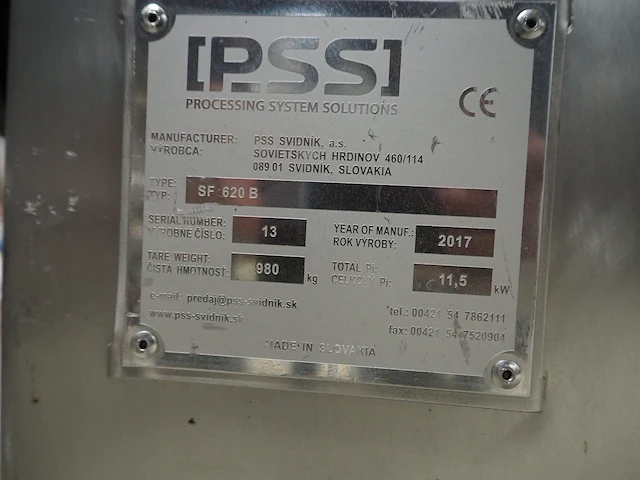 [PSS]
PROCESSING SYSTEM SOLUTIONS
CE
MANUFACTURER: PSS SVIDNÍK, a.s.
VÝROBCA: SOVIETSKYCH HRDINOV 460/114
089 01 SVIDNÍK, SLOVAKIA
TYPE: SF 620 B
TYP:
SERIAL NUMBER: 13 YEAR OF MANUF.: 2017
VÝROBNÉ ČÍSLO: ROK VÝROBY:
TARE WEIGHT: 980 kg TOTAL Pi: 11,5 kW
ČISTÁ HMOTNOSŤ: CELKOVÝ Pi:
e-mail: predaj@pss-svidnik.sk tel.: 00421 54 7862111
www.pss-svidnik.sk fax: 00421 54 7520904
MADE IN SLOVAKIA